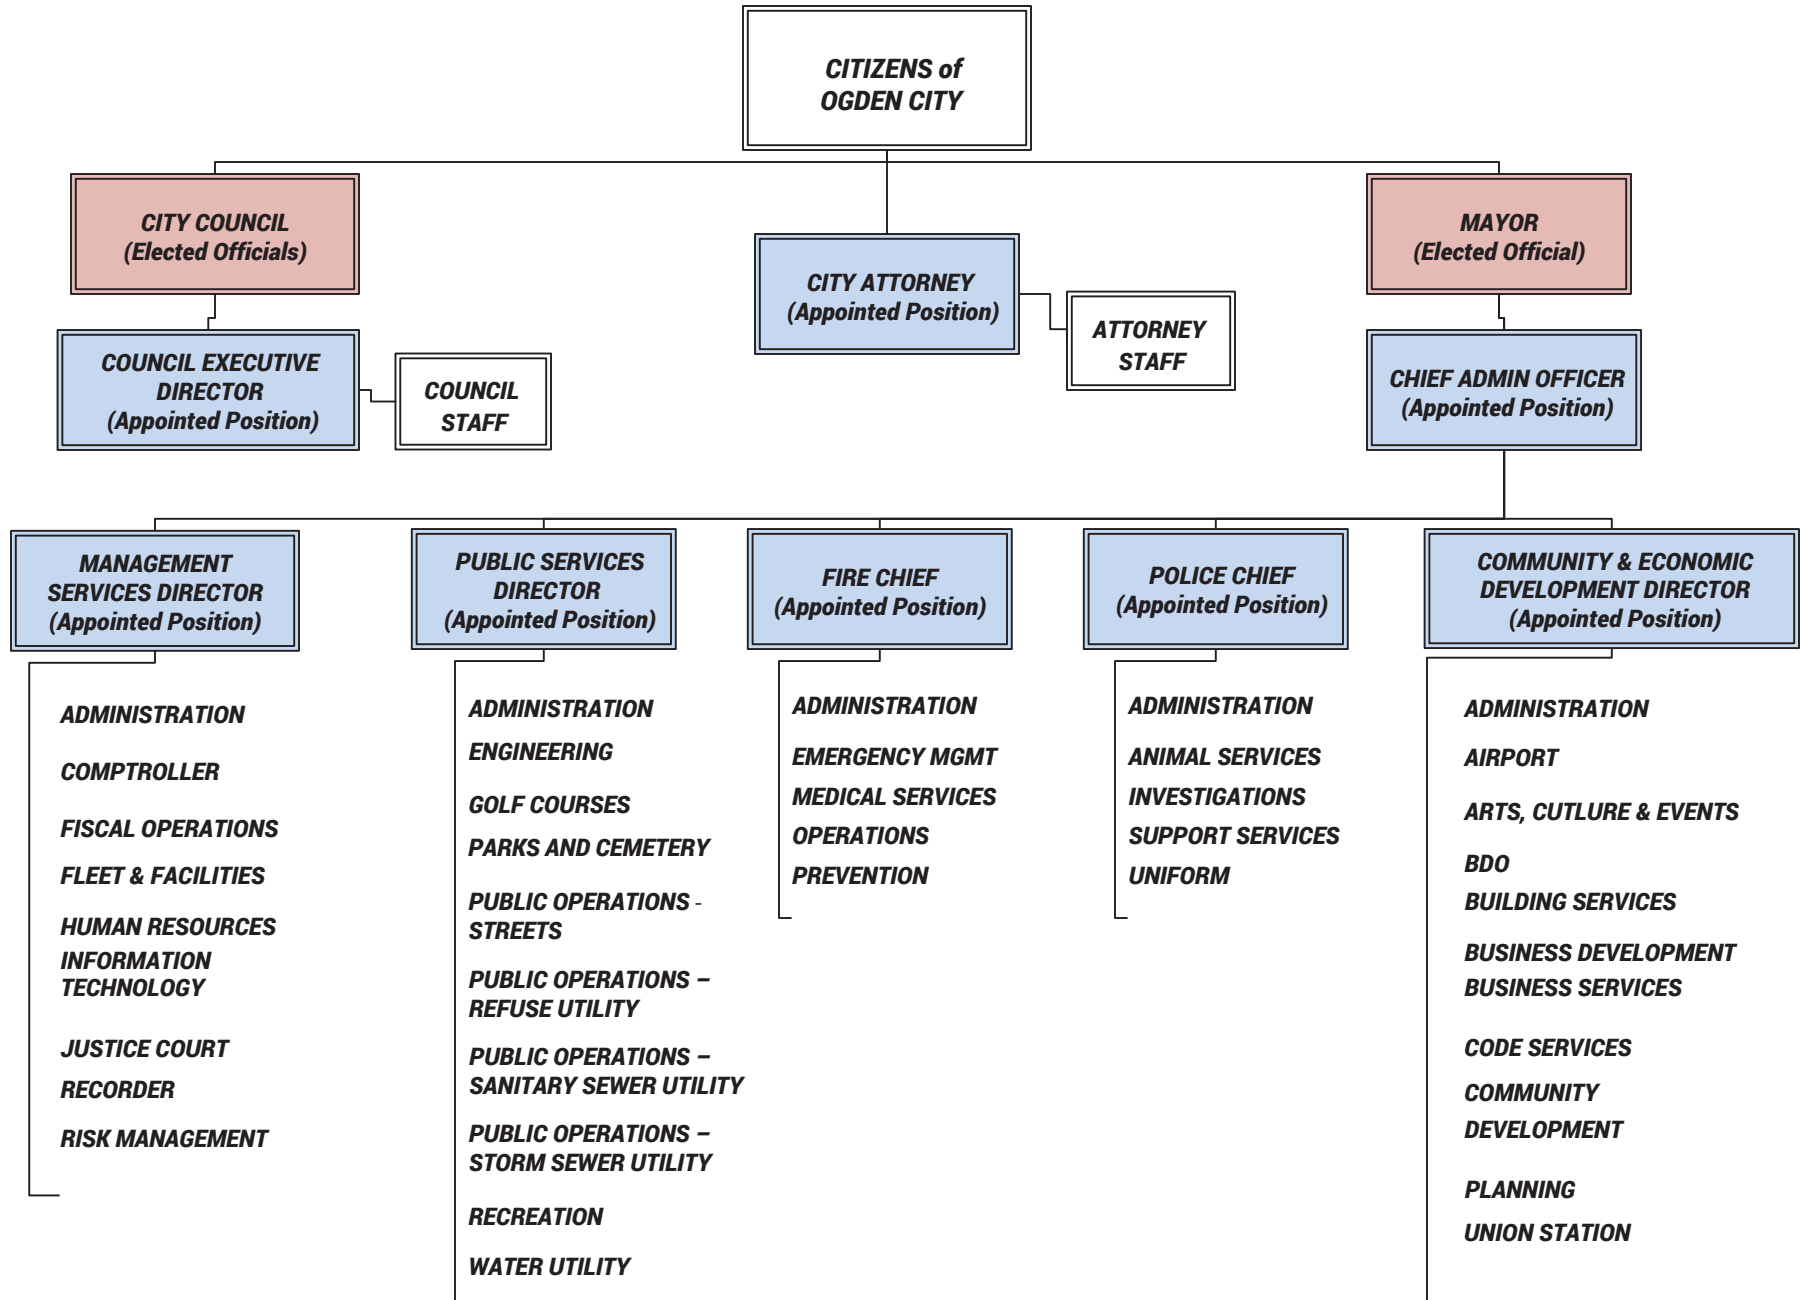 CITIZENS of
OGDEN CITY
CITY COUNCIL
(Elected Officials)
CITY ATTORNEY
(Appointed Position)
MAYOR
(Elected Official)
ATTORNEY
STAFF
COUNCIL EXECUTIVE
DIRECTOR
(Appointed Position)
COUNCIL
STAFF
CHIEF ADMIN OFFICER
(Appointed Position)
MANAGEMENT
SERVICES DIRECTOR
(Appointed Position)
PUBLIC SERVICES
DIRECTOR
(Appointed Position)
FIRE CHIEF
(Appointed Position)
POLICE CHIEF
(Appointed Position)
COMMUNITY & ECONOMIC
DEVELOPMENT DIRECTOR
(Appointed Position)
ADMINISTRATION
COMPTROLLER
FISCAL OPERATIONS
FLEET & FACILITIES
HUMAN RESOURCES
INFORMATION
TECHNOLOGY
JUSTICE COURT
RECORDER
RISK MANAGEMENT
ADMINISTRATION
ENGINEERING
GOLF COURSES
PARKS AND CEMETERY
PUBLIC OPERATIONS -
STREETS
PUBLIC OPERATIONS –
REFUSE UTILITY
PUBLIC OPERATIONS –
SANITARY SEWER UTILITY
PUBLIC OPERATIONS –
STORM SEWER UTILITY
RECREATION
WATER UTILITY
ADMINISTRATION
EMERGENCY MGMT
MEDICAL SERVICES
OPERATIONS
PREVENTION
ADMINISTRATION
ANIMAL SERVICES
INVESTIGATIONS
SUPPORT SERVICES
UNIFORM
ADMINISTRATION
AIRPORT
ARTS, CUTLURE & EVENTS
BDO
BUILDING SERVICES
BUSINESS DEVELOPMENT
BUSINESS SERVICES
CODE SERVICES
COMMUNITY
DEVELOPMENT
PLANNING
UNION STATION